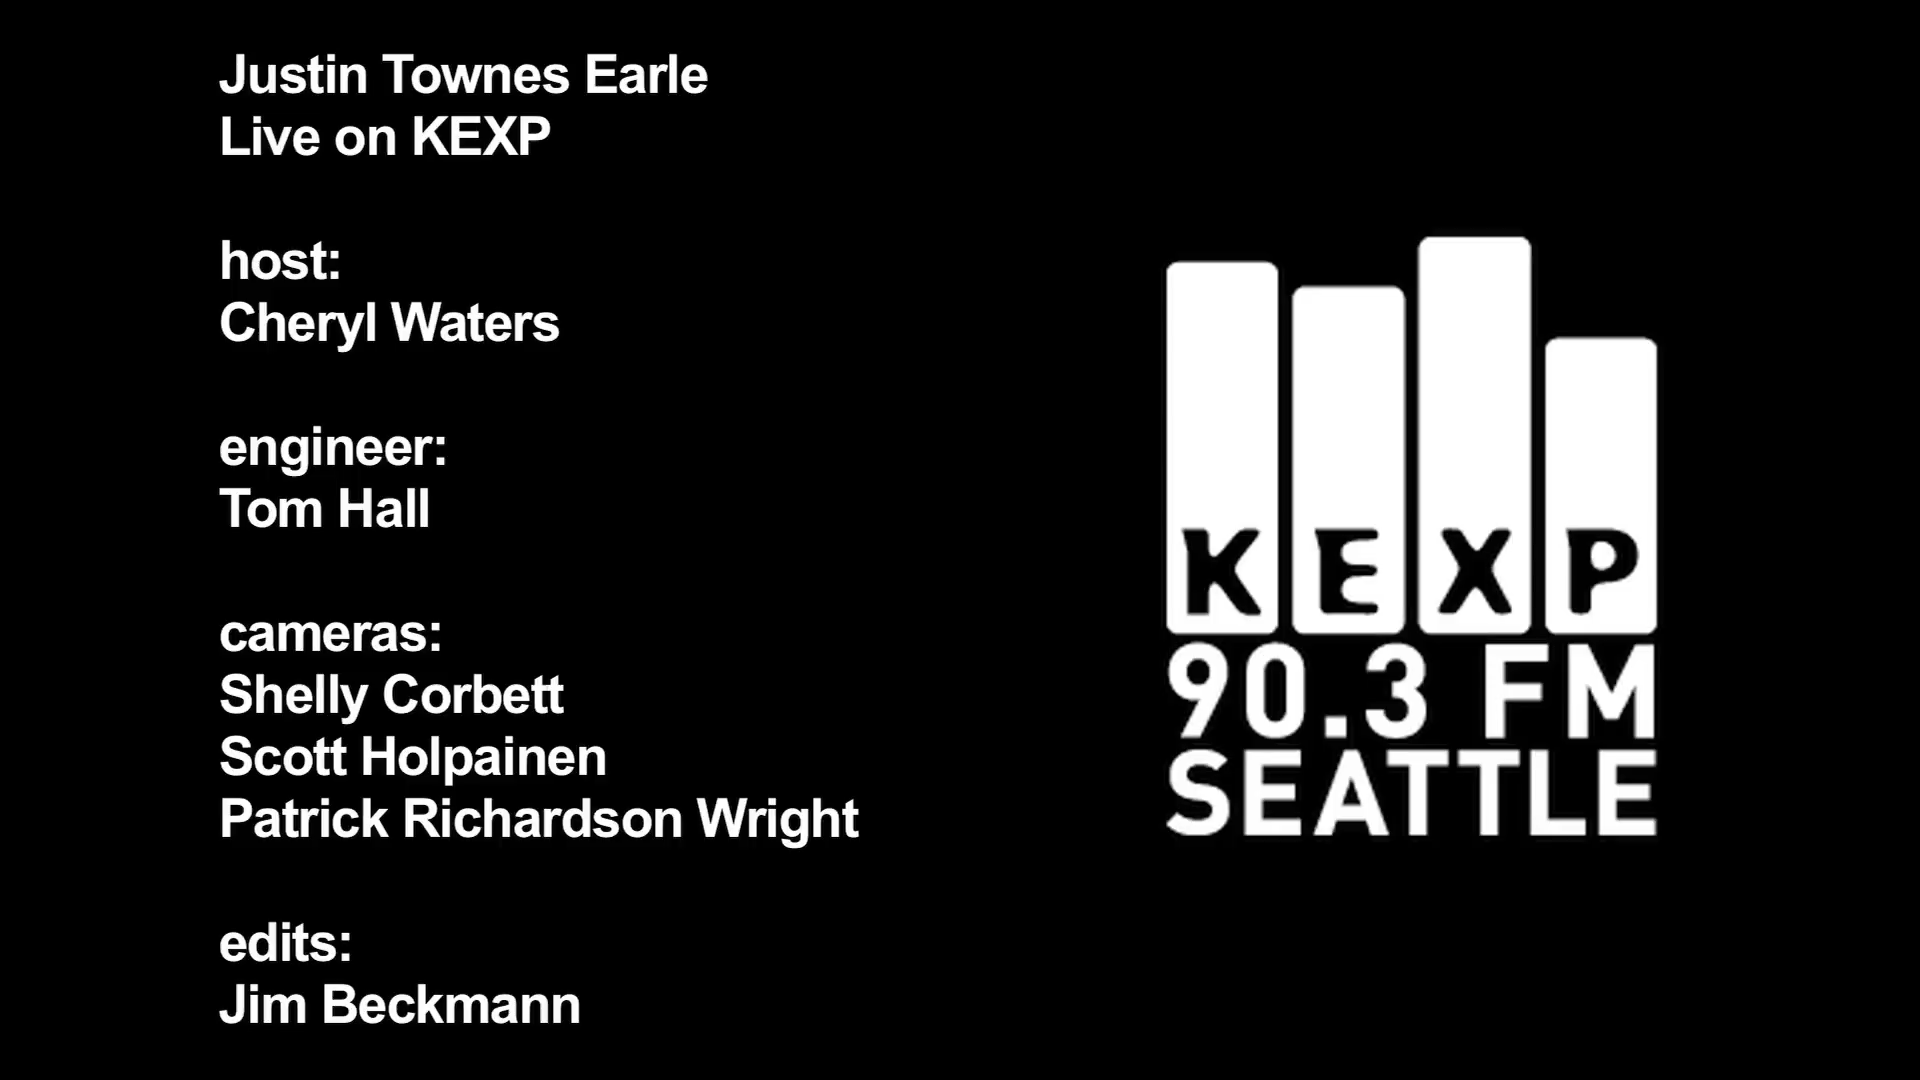 Justin Townes Earle
Live on KEXP
host:
Cheryl Waters
engineer:
Tom Hall
cameras:
Shelly Corbett
Scott Holpainen
Patrick Richardson Wright
edits:
Jim Beckmann
KEXP
90.3 FM
SEATTLE